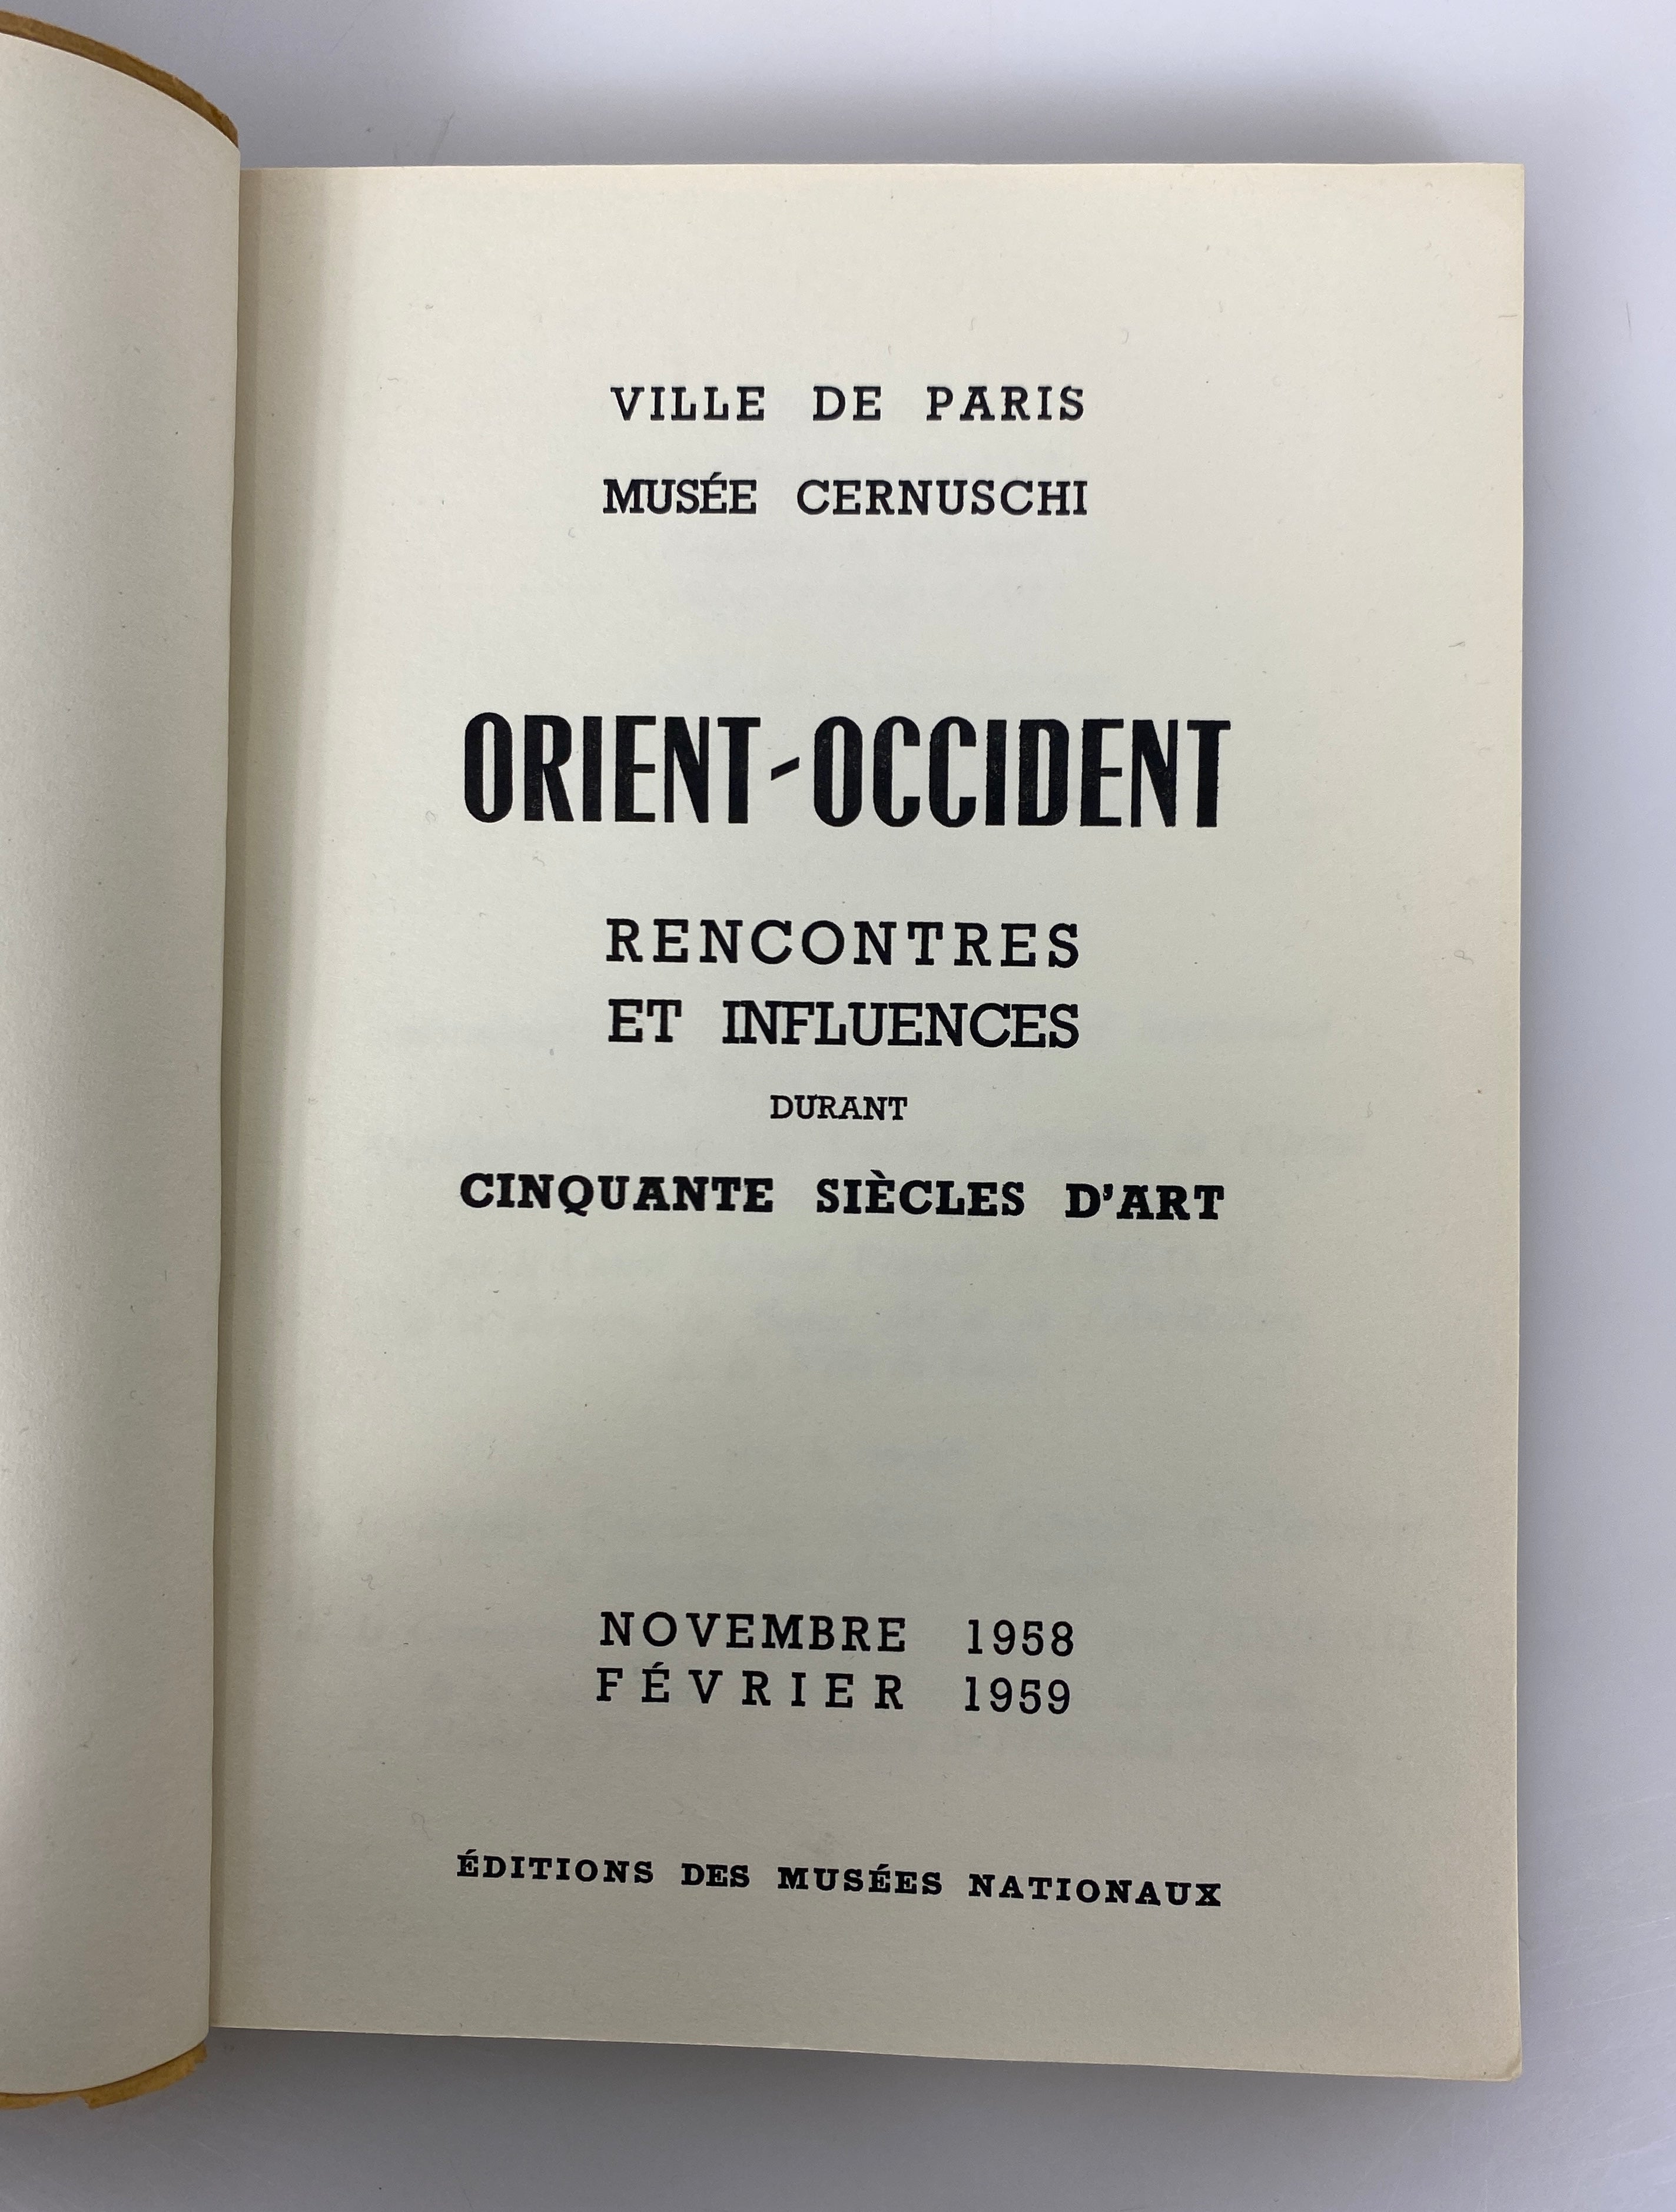 VILLE DE PARIS
MUSÉE CERNUSCHI
ORIENT-OCCIDENT
RENCONTRES
ET INFLUENCES
DURANT
CINQUANTE SIÈCLES D'ART
NOVEMBRE 1958
FÉVRIER 1959
ÉDITIONS DES MUSÉES NATIONAUX